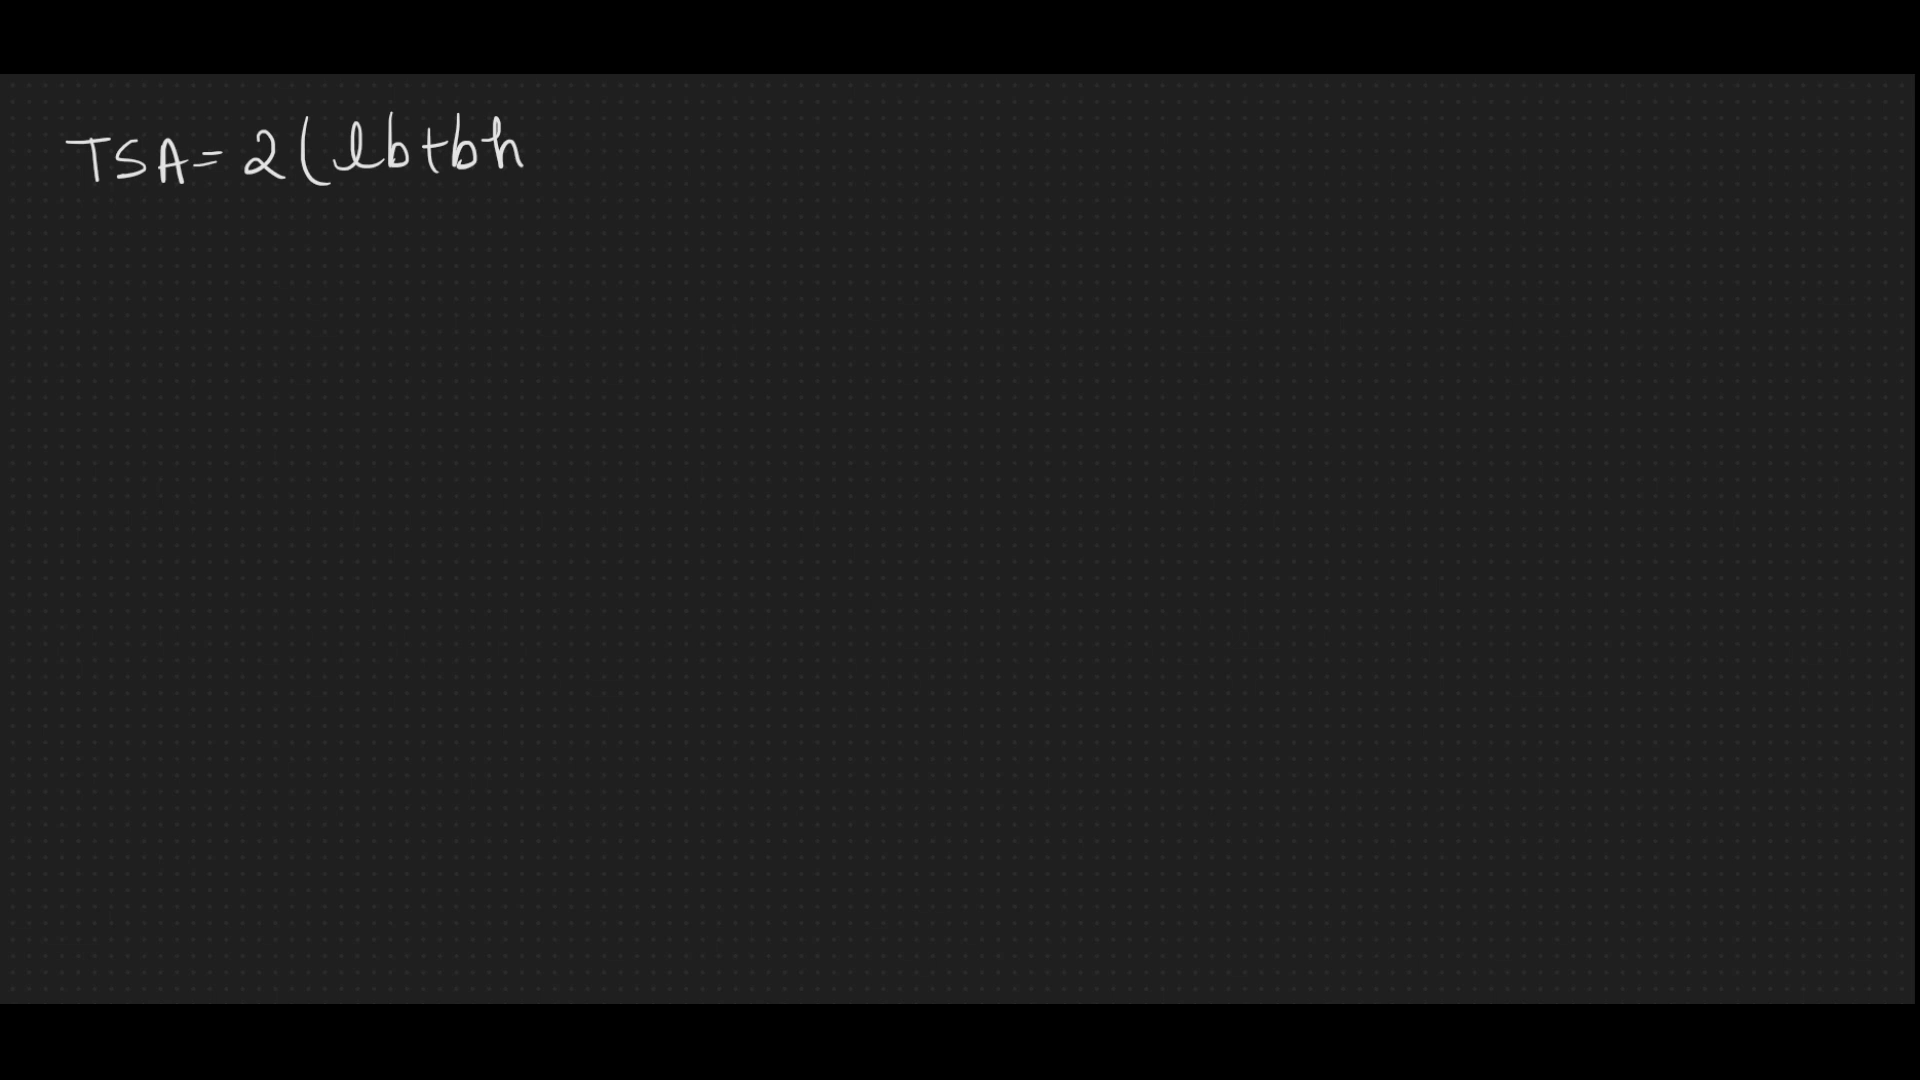 TSA = 2 ( lb + bh